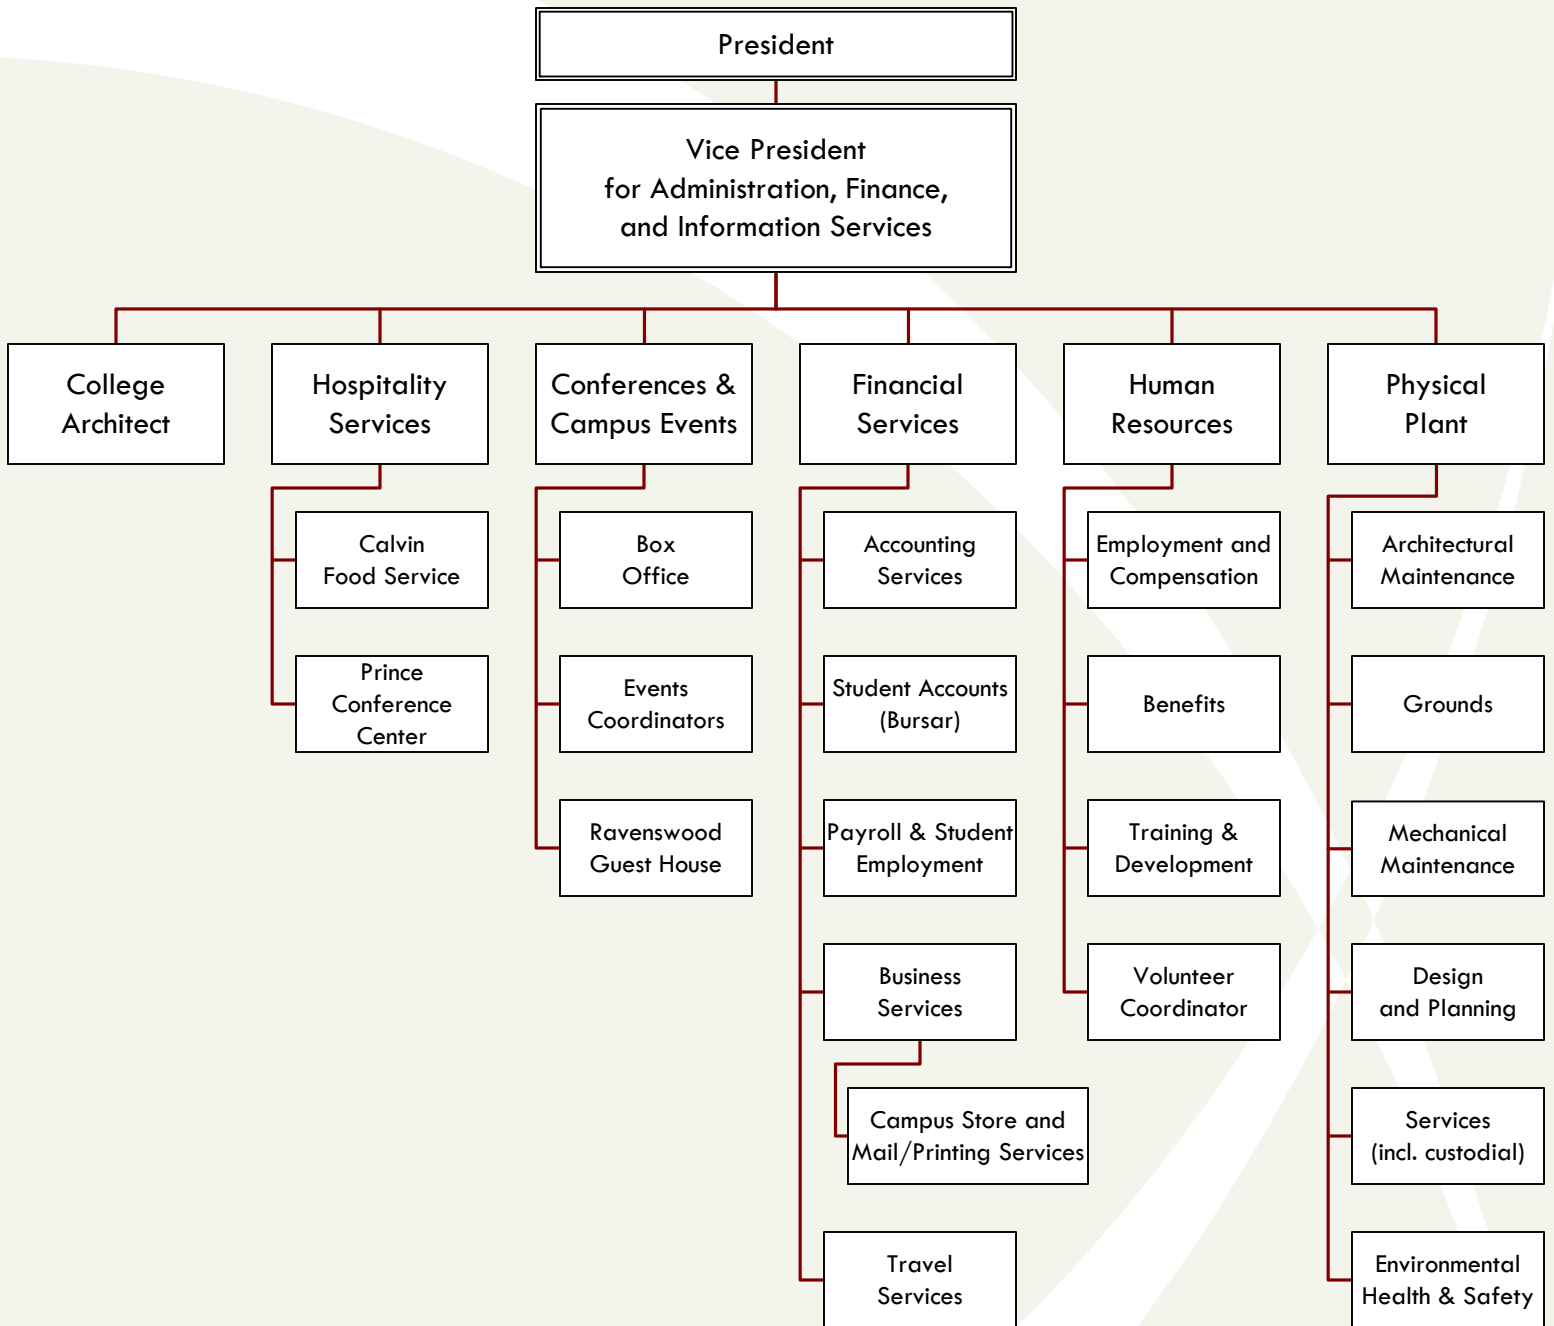 President
Vice President
for Administration, Finance,
and Information Services
College
Architect
Hospitality
Services
Conferences &
Campus Events
Financial
Services
Human
Resources
Physical
Plant
Calvin
Food Service
Prince
Conference
Center
Box
Office
Events
Coordinators
Ravenswood
Guest House
Accounting
Services
Student Accounts
(Bursar)
Payroll & Student
Employment
Business
Services
Campus Store and
Mail/Printing Services
Travel
Services
Employment and
Compensation
Benefits
Training &
Development
Volunteer
Coordinator
Architectural
Maintenance
Grounds
Mechanical
Maintenance
Design
and Planning
Services
(incl. custodial)
Environmental
Health & Safety